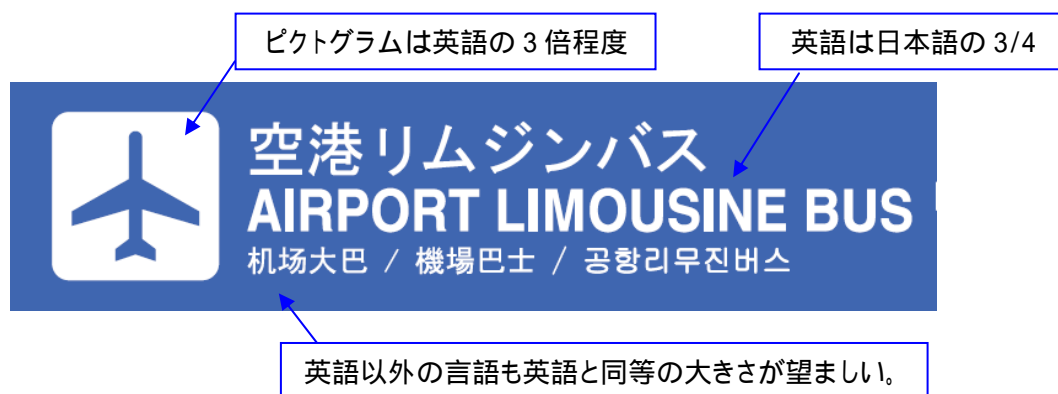 ピクトグラムは英語の3倍程度
英語は日本語の3/4
空港リムジンバス
AIRPORT LIMOUSINE BUS
机场大巴 / 機場巴士 / 공항리무진버스
英語以外の言語も英語と同等の大きさが望ましい。